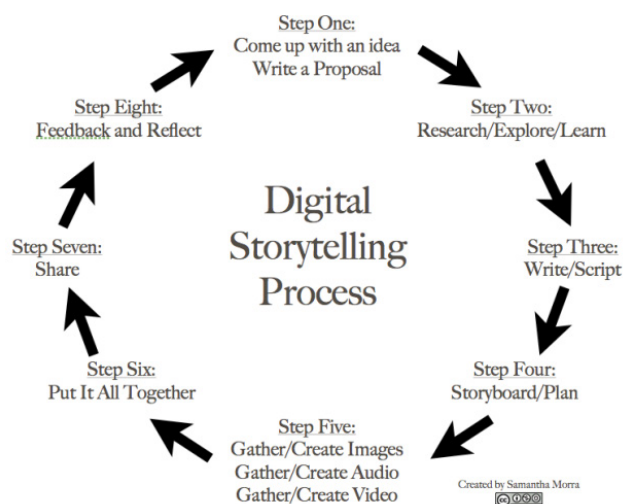 Step One:
Come up with an idea
Write a Proposal
Step Two:
Research/Explore/Learn
Step Three:
Write/Script
Step Four:
Storyboard/Plan
Step Five:
Gather/Create Images
Gather/Create Audio
Gather/Create Video
Step Six:
Put It All Together
Step Seven:
Share
Step Eight:
Feedback and Reflect
Digital
Storytelling
Process
Created by Samantha Morra